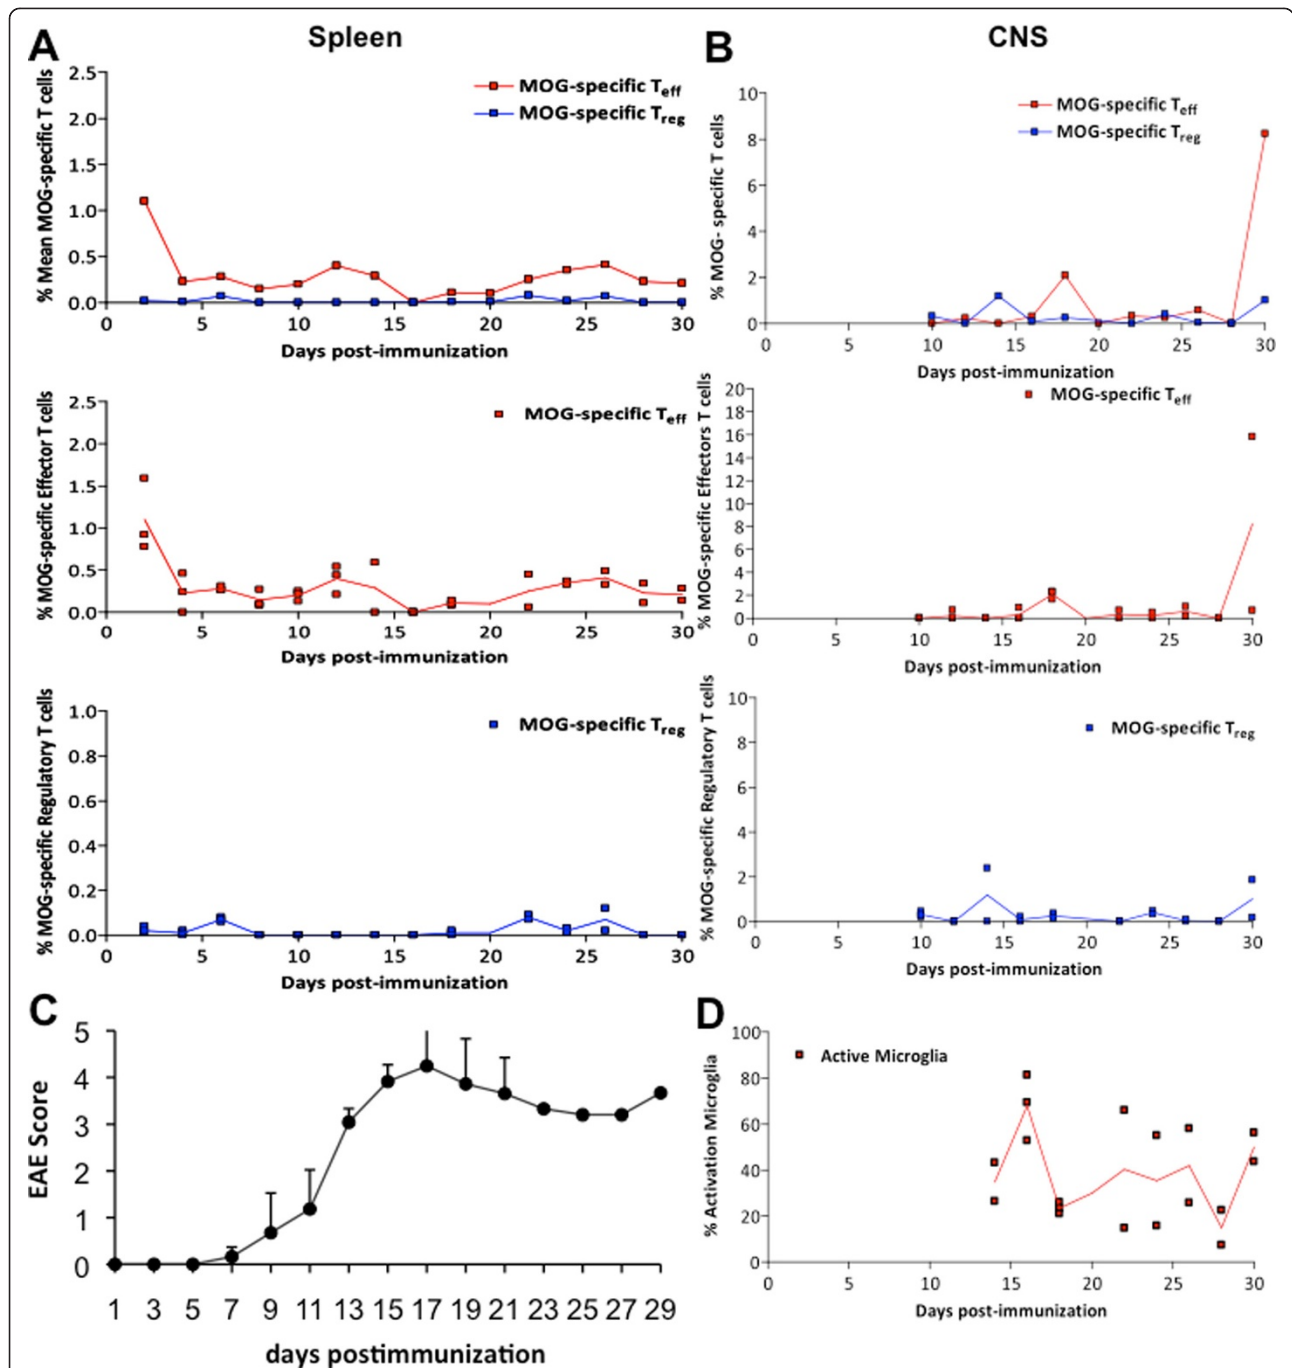 A
Spleen
% Mean MOG-specific T cells
2.5
2.0
1.5
1.0
0.5
0.0
MOG-specific Teff
MOG-specific Treg
0 5 10 15 20 25 30
Days post-immunization
% MOG-specific Effector T cells
2.5
2.0
1.5
1.0
0.5
0.0
MOG-specific Teff
0 5 10 15 20 25 30
Days post-immunization
% MOG-specific Regulatory T cells
1.0
0.8
0.6
0.4
0.2
0.0
MOG-specific Treg
0 5 10 15 20 25 30
Days post-immunization
B
CNS
% MOG- specific T cells
10
8
6
4
2
0
MOG-specific Teff
MOG-specific Treg
0 5 10 15 20 25 30
Days post-immunization
% MOG-specific Effectors T cells
20
18
16
14
12
10
8
6
4
2
0
MOG-specific Teff
0 5 10 15 20 25 30
Days post-immunization
% MOG-specific Regulatory T cells
10
8
6
4
2
0
MOG-specific Treg
0 5 10 15 20 25 30
Days post-immunization
C
EAE Score
5
4
3
2
1
0
1 3 5 7 9 11 13 15 17 19 21 23 25 27 29
days postimmunization
D
% Activation Microglia
100
80
60
40
20
0
Active Microglia
0 5 10 15 20 25 30
Days post-immunization